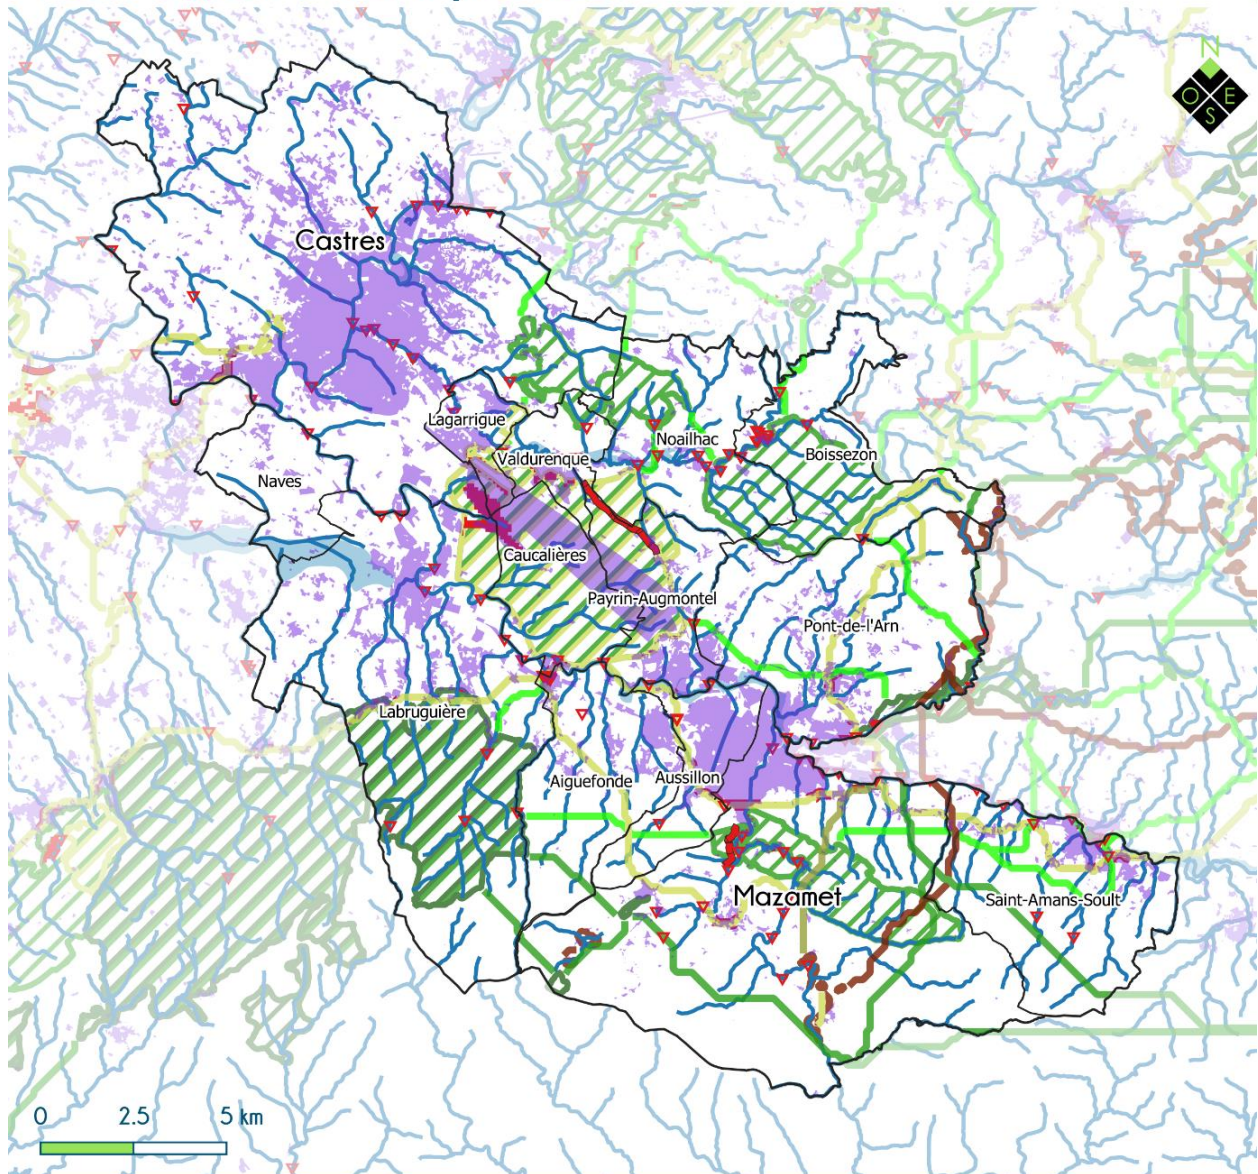 N
O E
S
Castres
Lagarrigue
Noailhac
Valdurenque
Boissezon
Naves
Caucalières
Payrin-Augmontel
Pont-de-l'Arn
Labruguière
Aiguefonde
Aussillon
Mazamet
Saint-Amans-Soult
0 2.5 5 km